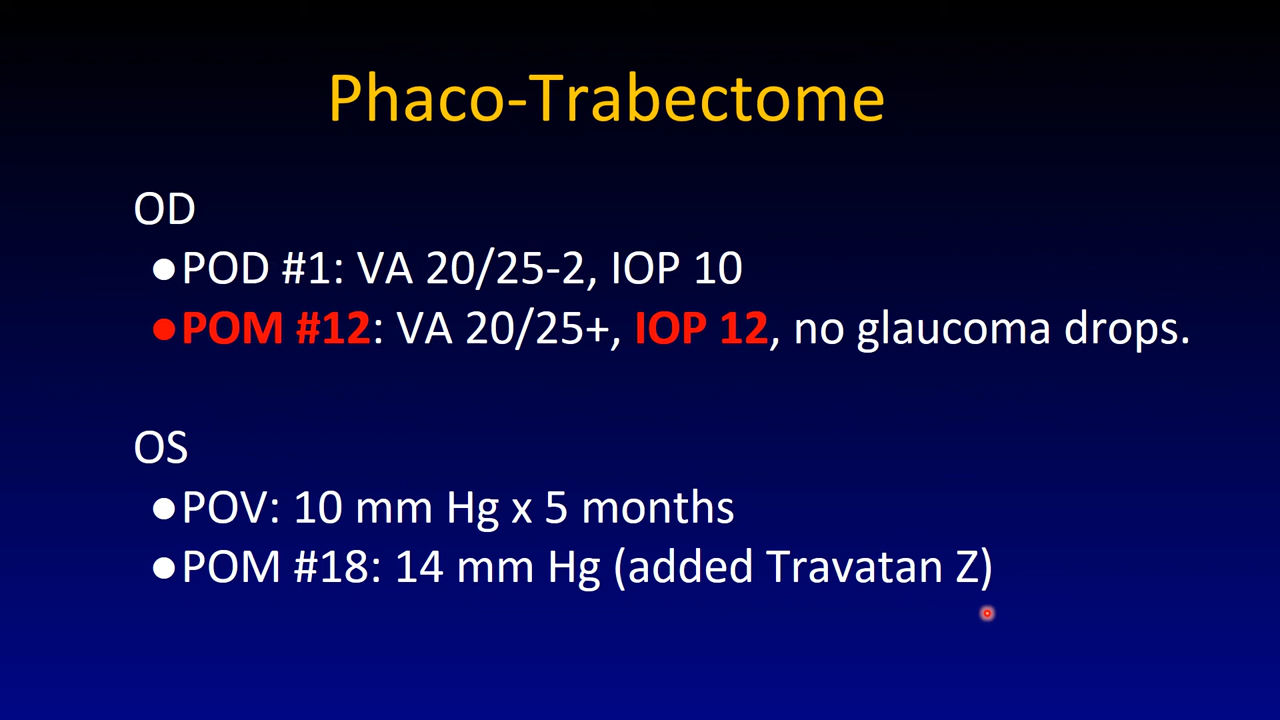 Phaco-Trabectome
OD
●POD #1: VA 20/25-2, IOP 10
●POM #12: VA 20/25+, IOP 12, no glaucoma drops.
OS
●POV: 10 mm Hg x 5 months
●POM #18: 14 mm Hg (added Travatan Z)